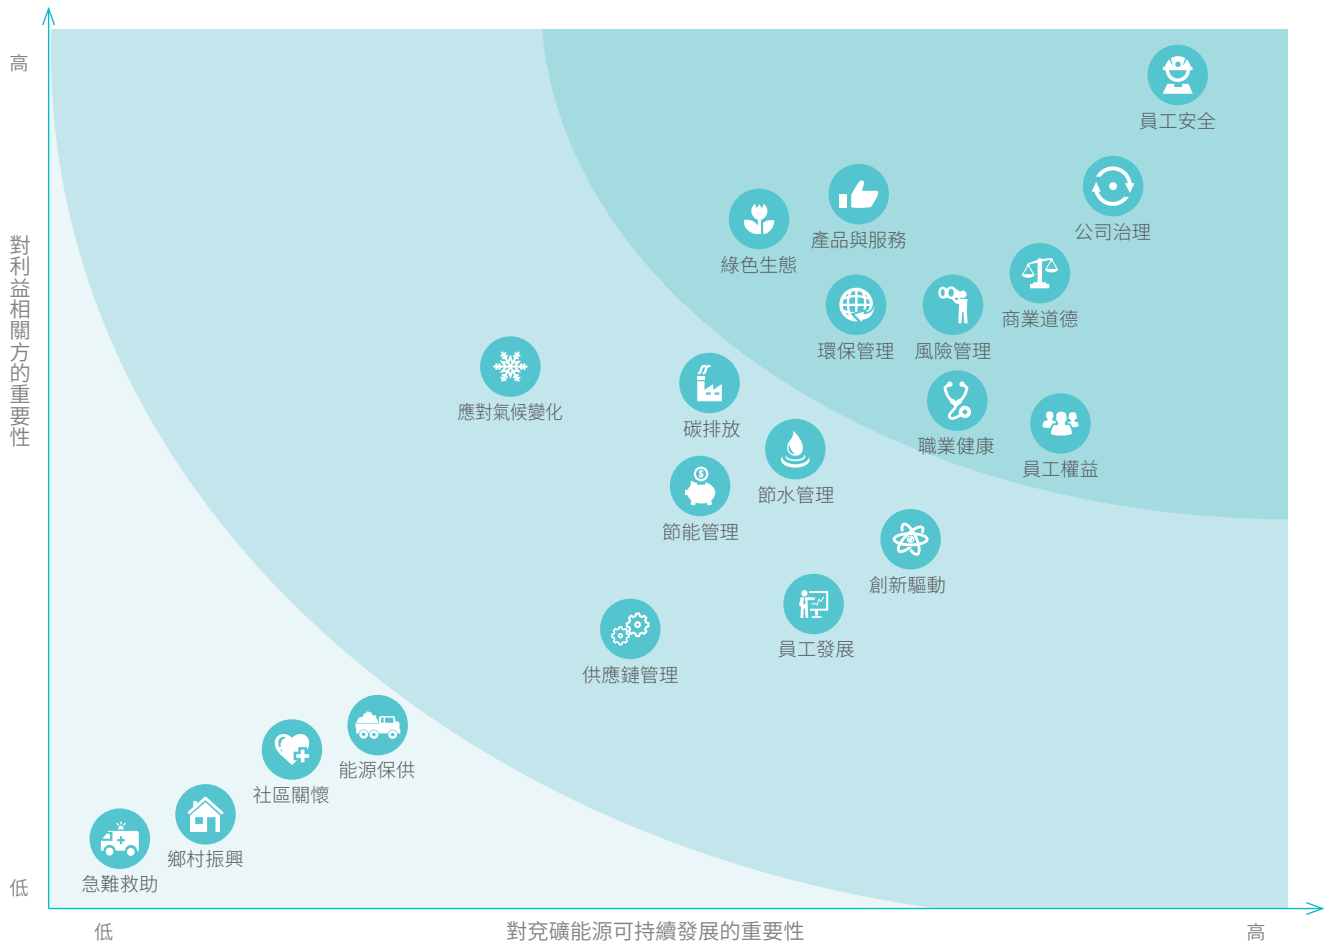 高
員工安全
公司治理
產品與服務
綠色生態
對利益相關方的重要性
商業道德
環保管理
風險管理
應對氣候變化
碳排放
職業健康
員工權益
節水管理
節能管理
創新驅動
員工發展
供應鏈管理
能源保供
社區關懷
鄉村振興
急難救助
低
低
對兗礦能源可持續發展的重要性
高